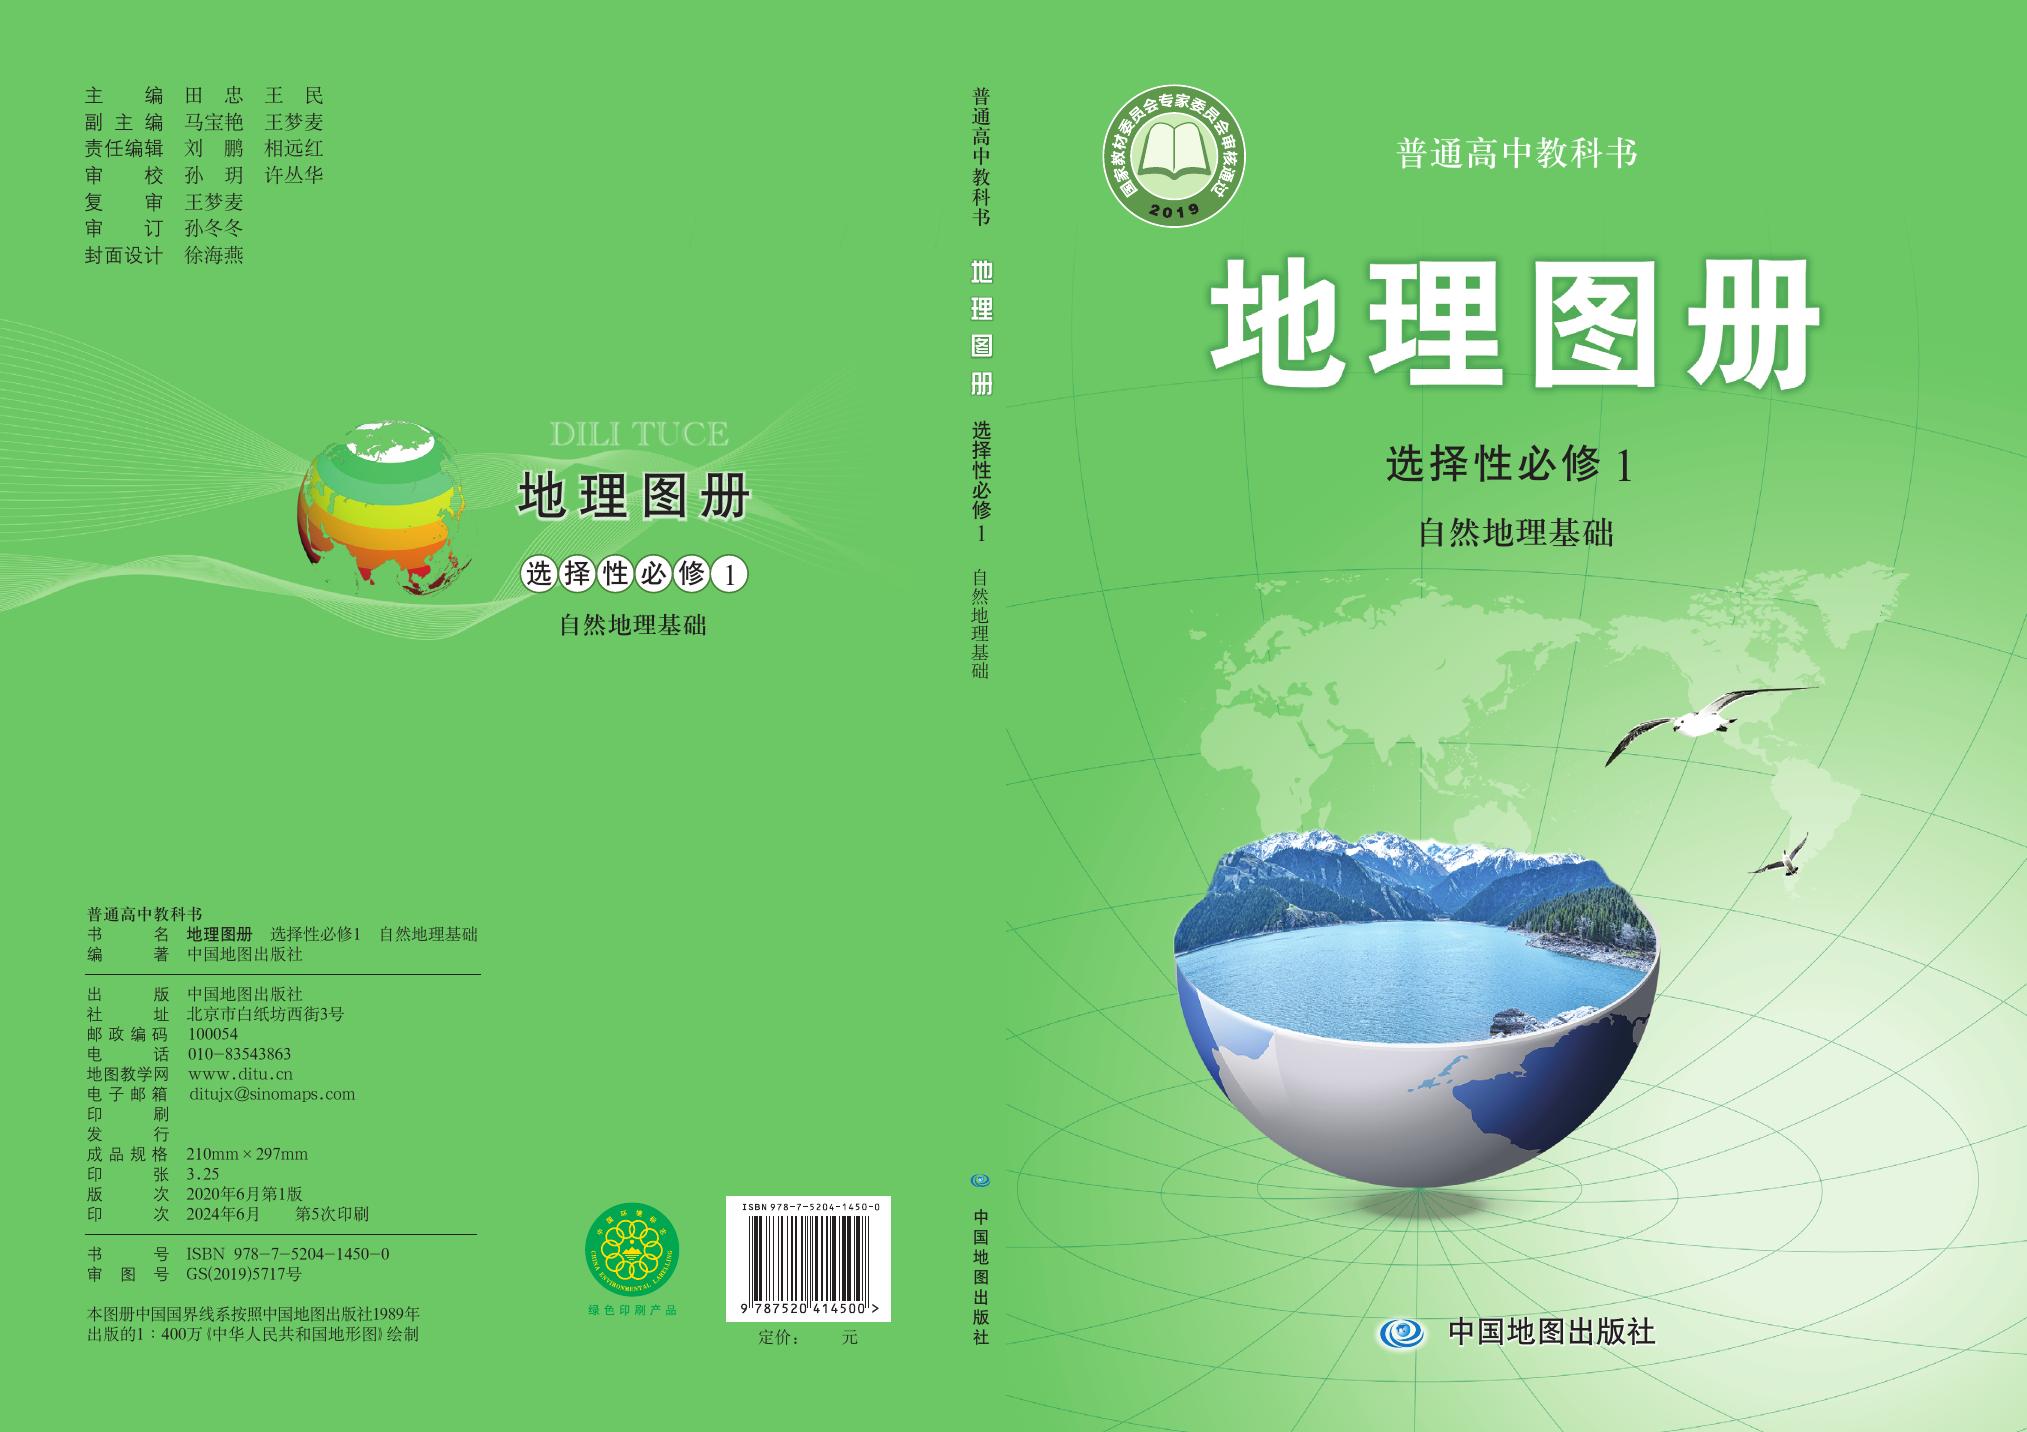 主编 田忠 王民
副主编 马宝艳 王梦麦
责任编辑 刘鹏 相远红
审校 孙玥 许丛华
复审 王梦麦
审订 孙冬冬
封面设计 徐海燕
DILI TUCE
地理图册
选择性必修1
自然地理基础
普通高中教科书
书名 地理图册 选择性必修1 自然地理基础
编著 中国地图出版社
出版 中国地图出版社
社址 北京市白纸坊西街3号
邮政编码 100054
电话 010-83543863
地图教学网 www.ditu.cn
电子邮箱 ditujx@sinomaps.com
印刷
发行
成品规格 210mm×297mm
印张 3.25
版次 2020年6月第1版
印次 2024年6月 第5次印刷
书号 ISBN 978-7-5204-1450-0
审图号 GS(2019)5717号
本图册中国国界线系按照中国地图出版社1989年
出版的1：400万《中华人民共和国地形图》绘制
中国环境标志
CHINA ENVIRONMENTAL LABELLING
绿色印刷产品
ISBN 978-7-5204-1450-0
9 787520 414500 >
定价： 元
普通高中教科书 地理图册 选择性必修1 自然地理基础
中国地图出版社
国家教材委员会专家委员会审核通过
2019
普通高中教科书
地理图册
选择性必修1
自然地理基础
中国地图出版社